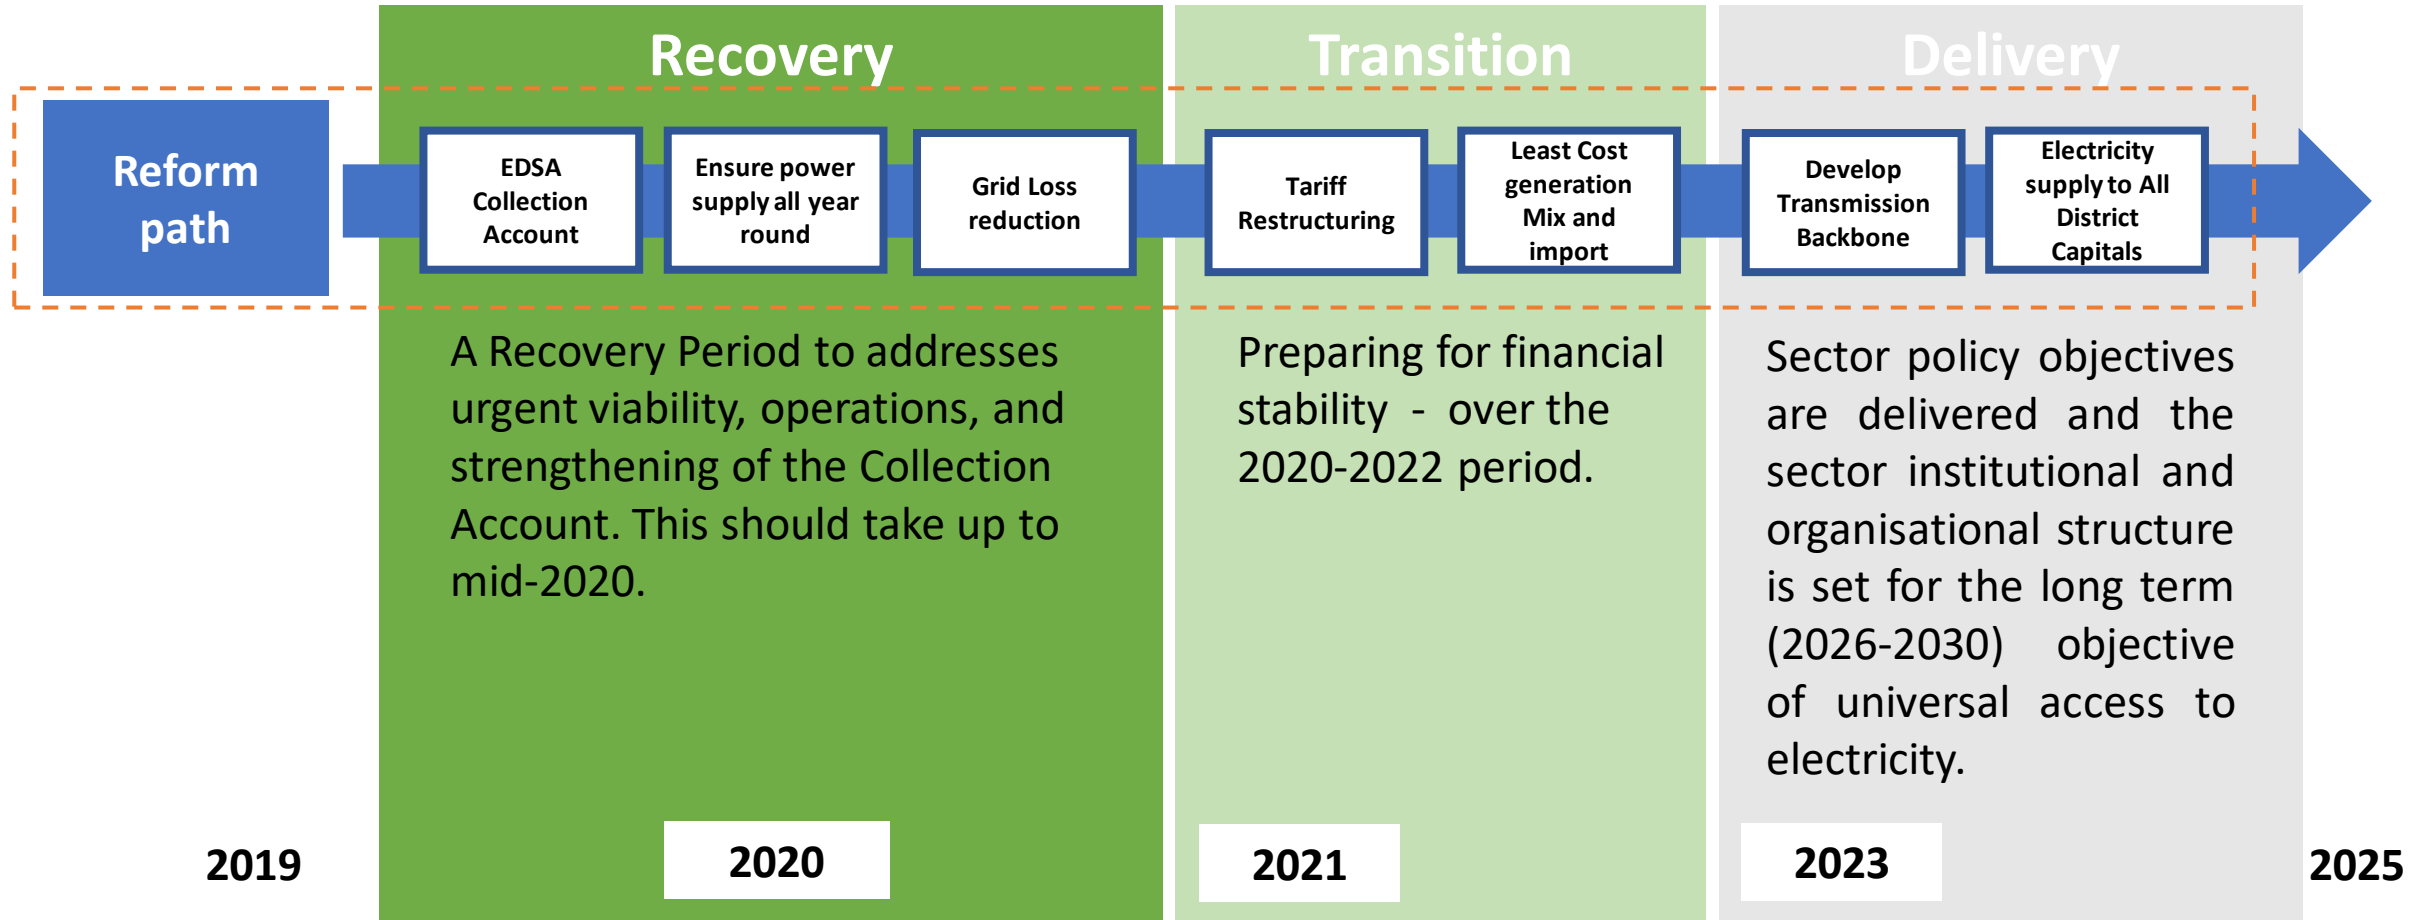 Recovery
Transition
Delivery
Reform
path
EDSA
Collection
Account
Ensure power
supply all year
round
Grid Loss
reduction
Tariff
Restructuring
Least Cost
generation
Mix and
import
Develop
Transmission
Backbone
Electricity
supply to All
District
Capitals
A Recovery Period to addresses
urgent viability, operations, and
strengthening of the Collection
Account. This should take up to
mid-2020.
Preparing for financial
stability - over the
2020-2022 period.
Sector policy objectives
are delivered and the
sector institutional and
organisational structure
is set for the long term
(2026-2030) objective
of universal access to
electricity.
2019
2020
2021
2023
2025